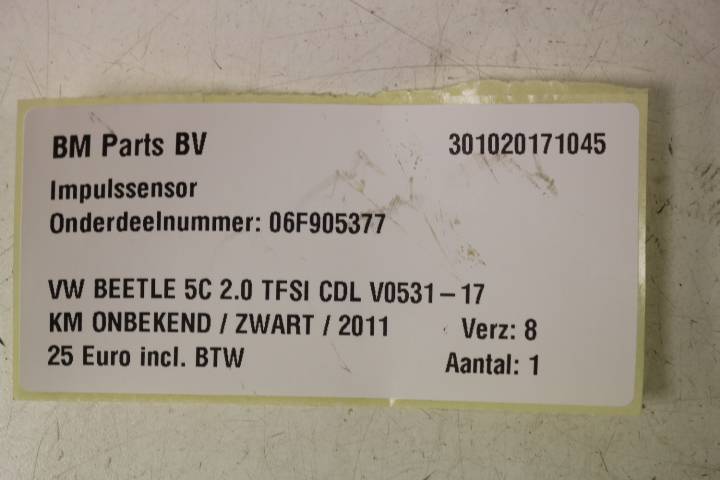 BM Parts BV 301020171045
Impulssensor
Onderdeelnummer: 06F905377
VW BEETLE 5C 2.0 TFSI CDL V0531-17
KM ONBEKEND / ZWART / 2011 Verz: 8
25 Euro incl. BTW Aantal: 1